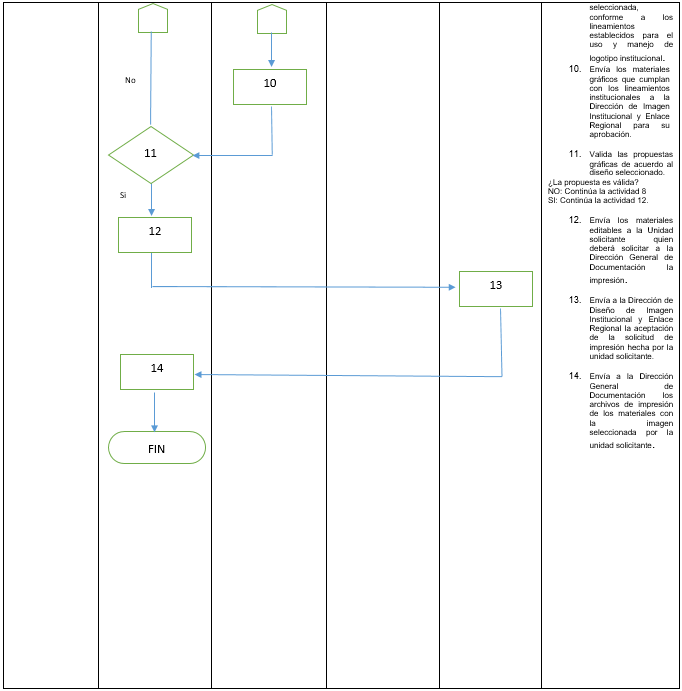 No
10
11
Si
12
13
14
FIN
seleccionada,
conforme a los
lineamientos
establecidos para el
uso y manejo de
logotipo institucional.
10. Envía los materiales
gráficos que cumplan
con los lineamientos
institucionales a la
Dirección de Imagen
Institucional y Enlace
Regional para su
aprobación.
11. Valida las propuestas
gráficas de acuerdo al
diseño seleccionado.
¿La propuesta es válida?
NO: Continúa la actividad 8
SI: Continúa la actividad 12.
12. Envía los materiales
editables a la Unidad
solicitante quien
deberá solicitar a la
Dirección General de
Documentación la
impresión.
13. Envía a la Dirección de
Diseño de Imagen
Institucional y Enlace
Regional la aceptación
de la solicitud de
impresión hecha por la
unidad solicitante.
14. Envía a la Dirección
General de
Documentación los
archivos de impresión
de los materiales con
la imagen
seleccionada por la
unidad solicitante.